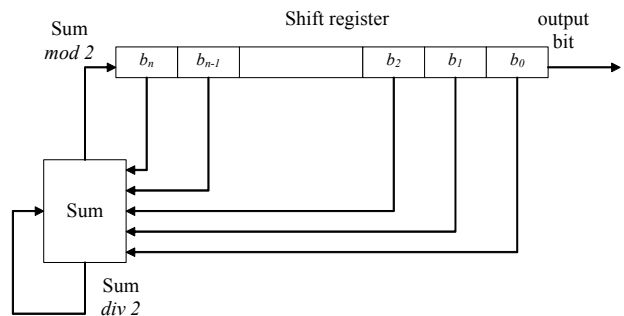 Shift register
output
bit
Sum
mod 2
bₙ bₙ₋₁ b₂ b₁ b₀
Sum
Sum
div 2